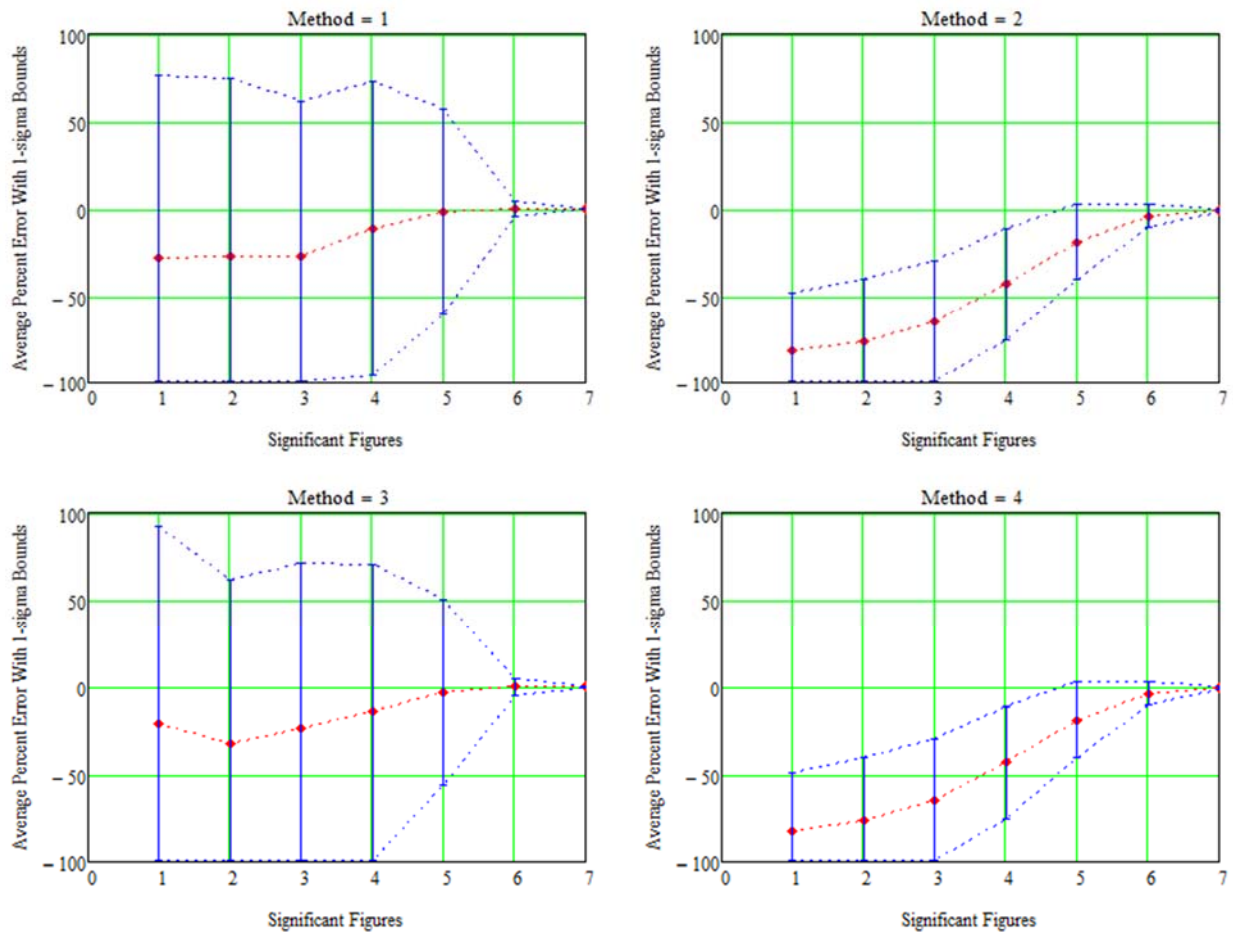 Method = 1
Average Percent Error With 1-sigma Bounds
100
50
0
− 50
− 100
0 1 2 3 4 5 6 7
Significant Figures
Method = 2
Average Percent Error With 1-sigma Bounds
100
50
0
− 50
− 100
0 1 2 3 4 5 6 7
Significant Figures
Method = 3
Average Percent Error With 1-sigma Bounds
100
50
0
− 50
− 100
0 1 2 3 4 5 6 7
Significant Figures
Method = 4
Average Percent Error With 1-sigma Bounds
100
50
0
− 50
− 100
0 1 2 3 4 5 6 7
Significant Figures